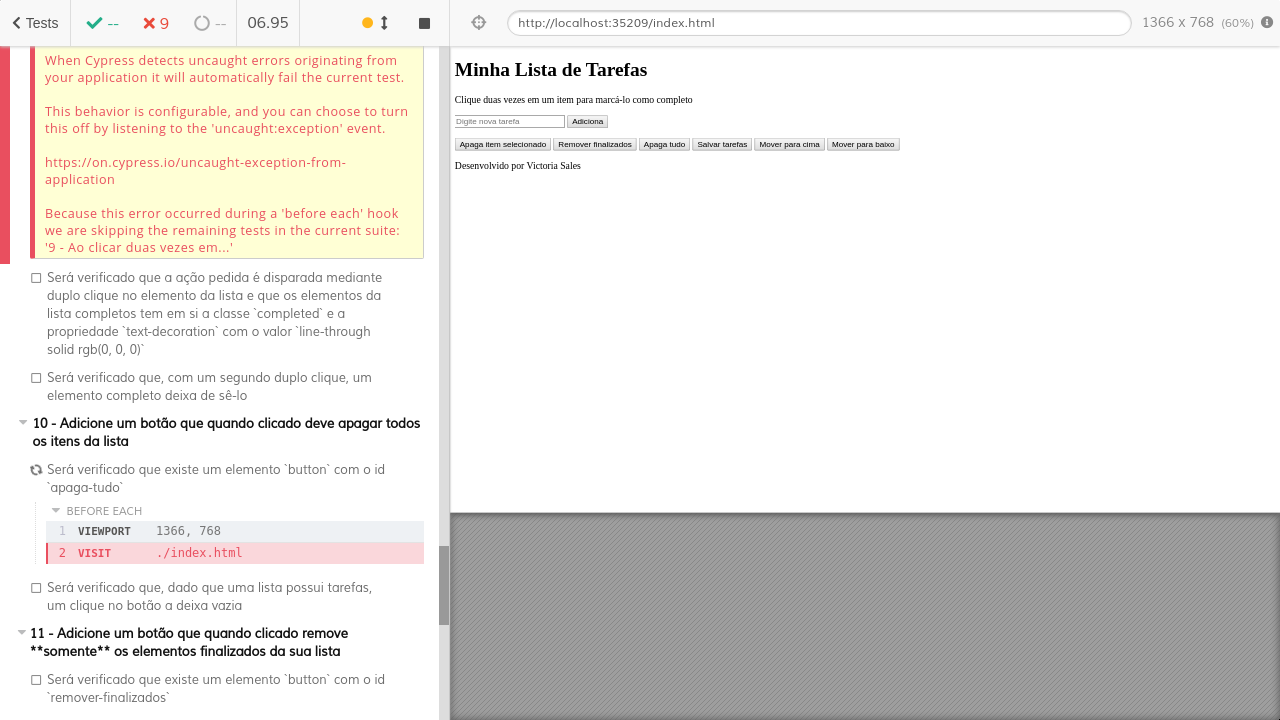 Tests
--
9
--
06.95
http://localhost:35209/index.html
1366 x 768 (60%)
When Cypress detects uncaught errors originating from
your application it will automatically fail the current test.
This behavior is configurable, and you can choose to turn
this off by listening to the 'uncaught:exception' event.
https://on.cypress.io/uncaught-exception-from-
application
Because this error occurred during a 'before each' hook
we are skipping the remaining tests in the current suite:
'9 - Ao clicar duas vezes em...'
Será verificado que a ação pedida é disparada mediante
duplo clique no elemento da lista e que os elementos da
lista completos tem em si a classe `completed` e a
propriedade `text-decoration` com o valor `line-through
solid rgb(0, 0, 0)`
Será verificado que, com um segundo duplo clique, um
elemento completo deixa de sê-lo
10 - Adicione um botão que quando clicado deve apagar todos
os itens da lista
Será verificado que existe um elemento `button` com o id
`apaga-tudo`
BEFORE EACH
1 VIEWPORT 1366, 768
2 VISIT ./index.html
Será verificado que, dado que uma lista possui tarefas,
um clique no botão a deixa vazia
11 - Adicione um botão que quando clicado remove
**somente** os elementos finalizados da sua lista
Será verificado que existe um elemento `button` com o id
`remover-finalizados`
Minha Lista de Tarefas
Clique duas vezes em um item para marcá-lo como completo
Digite nova tarefa Adiciona
Apaga item selecionado Remover finalizados Apaga tudo Salvar tarefas Mover para cima Mover para baixo
Desenvolvido por Victoria Sales